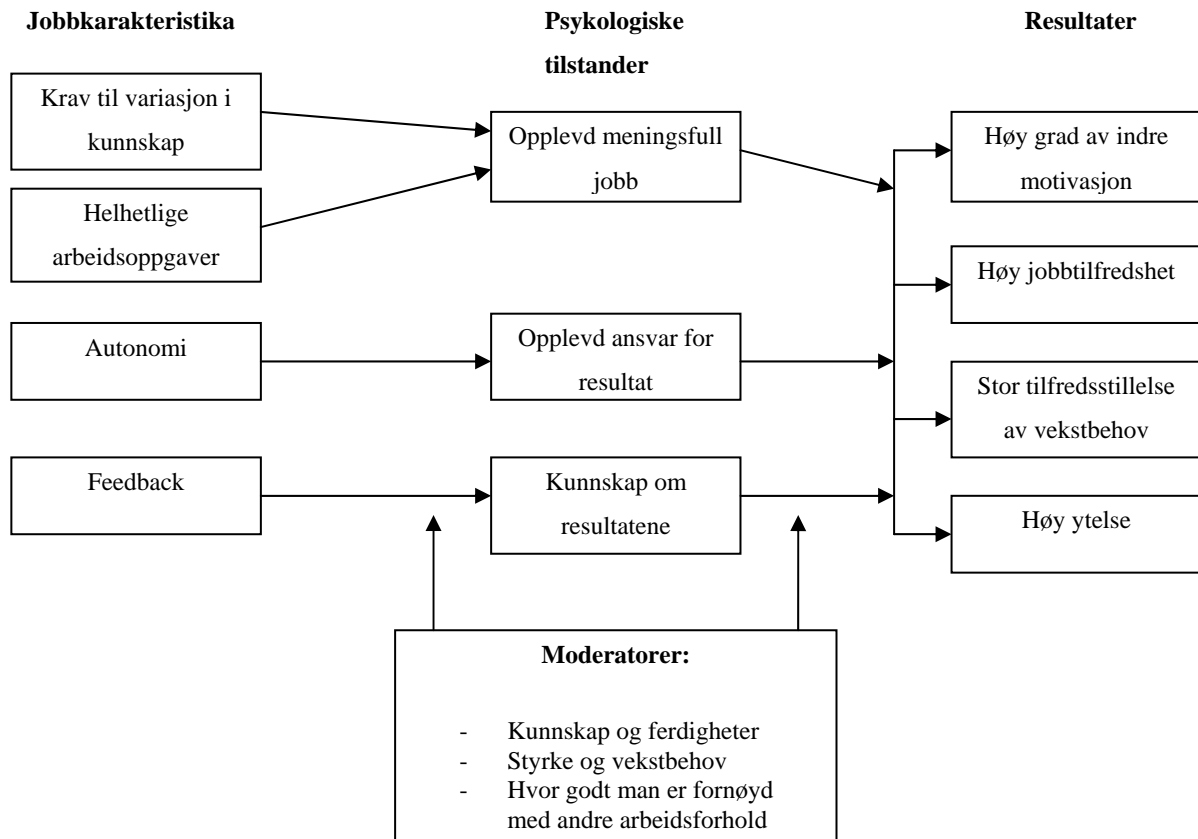 Jobbkarakteristika
Psykologiske
tilstander
Resultater
Krav til variasjon i
kunnskap
Helhetlige
arbeidsoppgaver
Autonomi
Feedback
Opplevd meningsfull
jobb
Opplevd ansvar for
resultat
Kunnskap om
resultatene
Høy grad av indre
motivasjon
Høy jobbtilfredshet
Stor tilfredsstillelse
av vekstbehov
Høy ytelse
Moderatorer:
- Kunnskap og ferdigheter
- Styrke og vekstbehov
- Hvor godt man er fornøyd
med andre arbeidsforhold